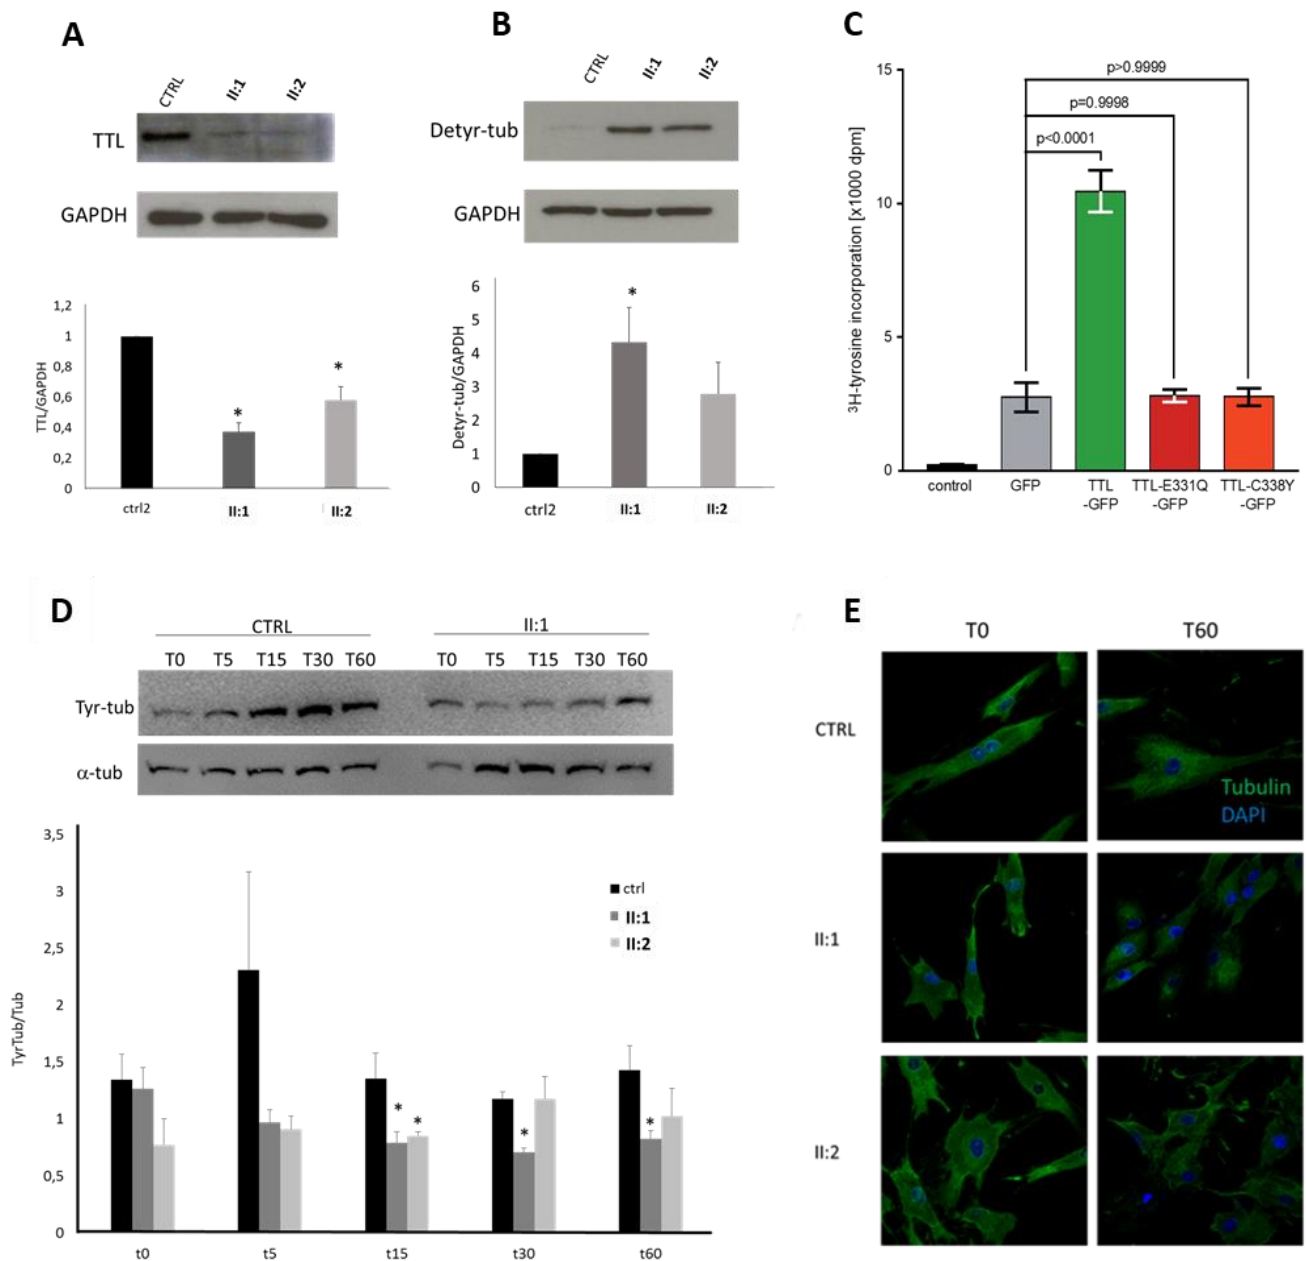 A
CTRL
II:1
II:2
TTL
GAPDH
1,2
1
0,8
0,6
0,4
0,2
0
TTL/GAPDH
*
*
ctrl2
II:1
II:2
B
CTRL
II:1
II:2
Detyr-tub
GAPDH
6
5
4
3
2
1
0
Detyr-tub/GAPDH
*
ctrl2
II:1
II:2
C
15
10
5
0
³H-tyrosine incorporation [x1000 dpm]
p>0.9999
p=0.9998
p<0.0001
control
GFP
TTL
-GFP
TTL-E331Q
-GFP
TTL-C338Y
-GFP
D
CTRL
II:1
T0 T5 T15 T30 T60
T0 T5 T15 T30 T60
Tyr-tub
α-tub
3,5
3
2,5
2
1,5
1
0,5
0
TyrTub/Tub
ctrl
II:1
II:2
* *
*
*
t0
t5
t15
t30
t60
E
T0
T60
CTRL
Tubulin
DAPI
II:1
II:2